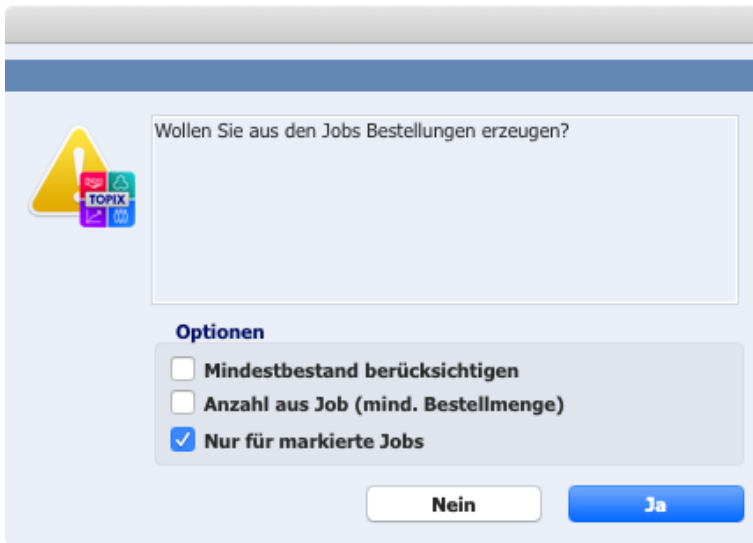 Wollen Sie aus den Jobs Bestellungen erzeugen?
TOPIX
Optionen
Mindestbestand berücksichtigen
Anzahl aus Job (mind. Bestellmenge)
Nur für markierte Jobs
Nein
Ja